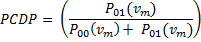 PCDP = ( P₀₁(vₘ) / ( P₀₀(vₘ) + P₀₁(vₘ) ) )